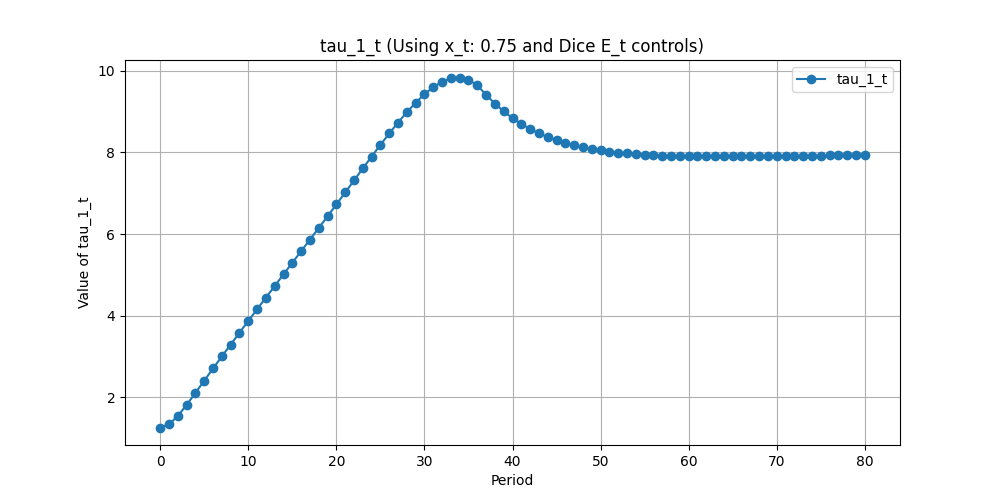 tau_1_t (Using x_t: 0.75 and Dice E_t controls)
tau_1_t
Value of tau_1_t
10
8
6
4
2
0 10 20 30 40 50 60 70 80
Period